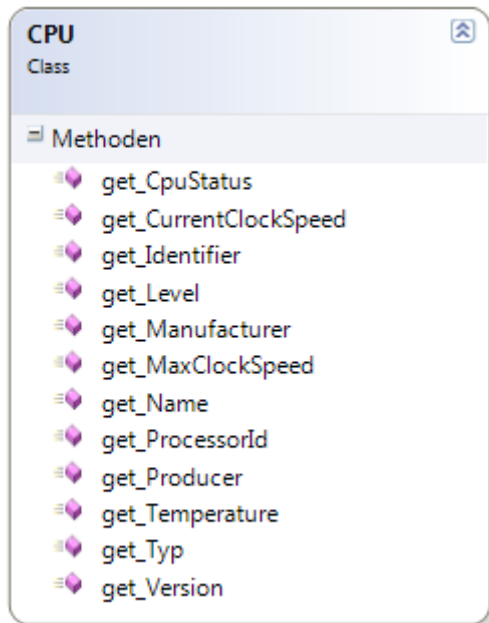 CPU
Class
Methoden
get_CpuStatus
get_CurrentClockSpeed
get_Identifier
get_Level
get_Manufacturer
get_MaxClockSpeed
get_Name
get_ProcessorId
get_Producer
get_Temperature
get_Typ
get_Version